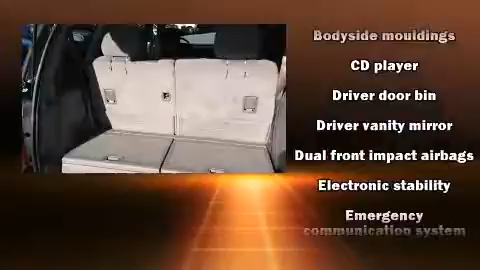 Bodyside mouldings
CD player
Driver door bin
Driver vanity mirror
Dual front impact airbags
Electronic stability
Emergency
communication system